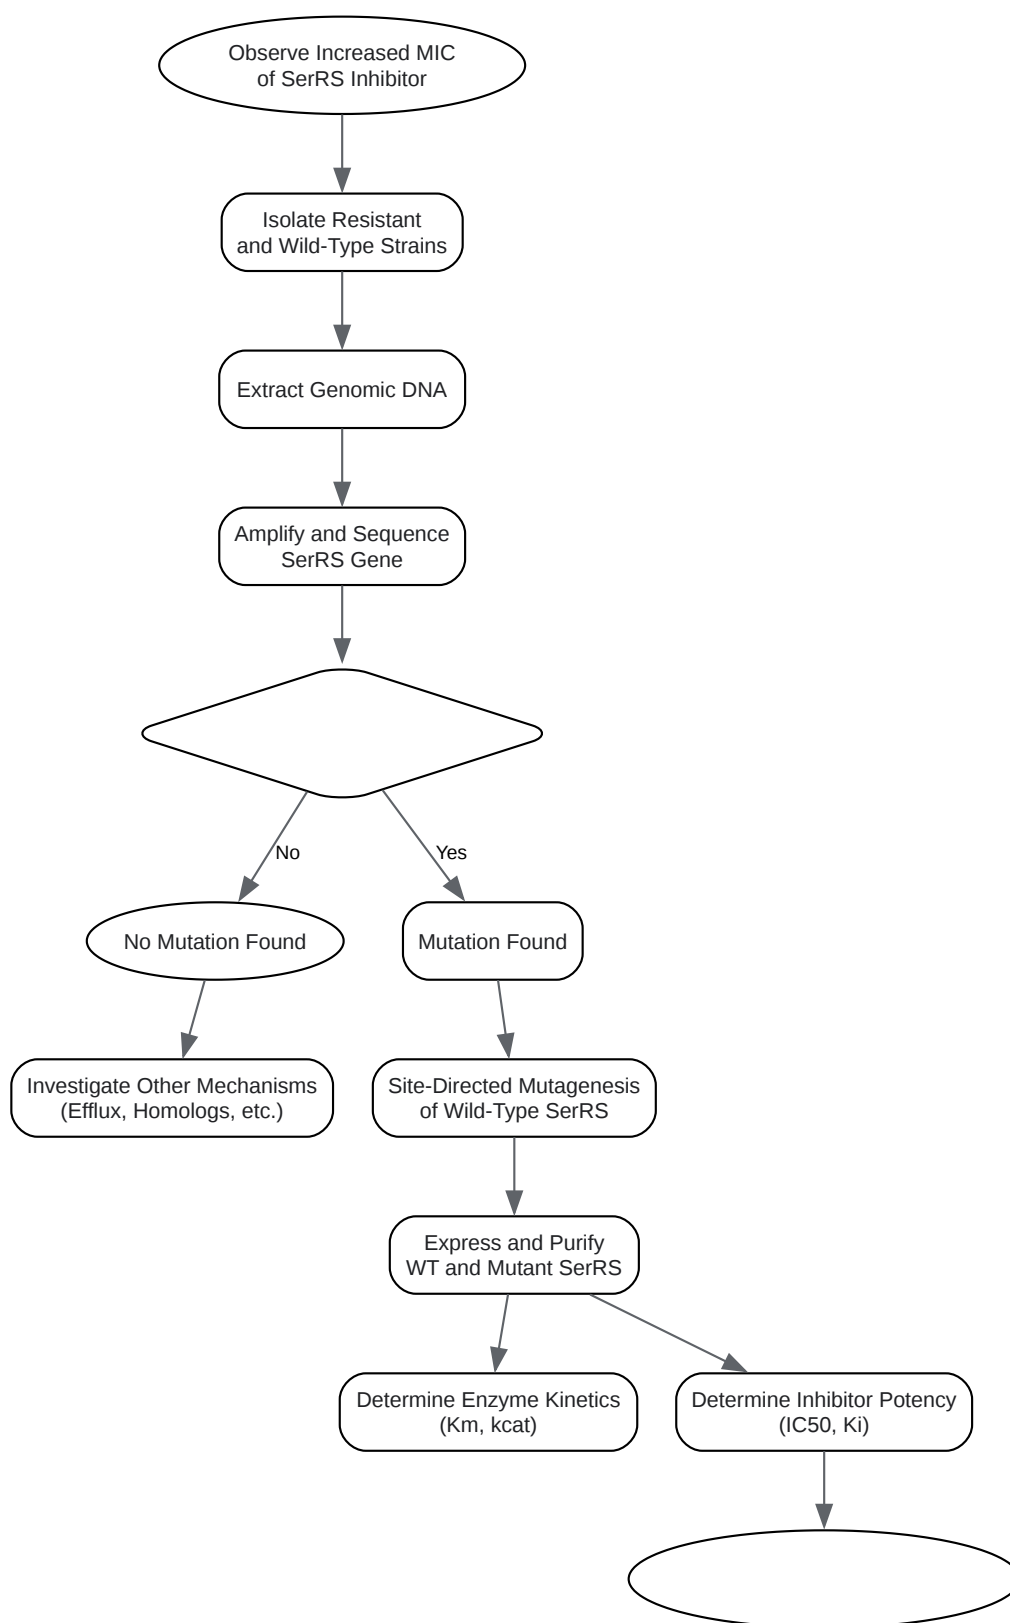 Observe Increased MIC
of SerRS Inhibitor
Isolate Resistant
and Wild-Type Strains
Extract Genomic DNA
Amplify and Sequence
SerRS Gene
No
Yes
No Mutation Found
Mutation Found
Investigate Other Mechanisms
(Efflux, Homologs, etc.)
Site-Directed Mutagenesis
of Wild-Type SerRS
Express and Purify
WT and Mutant SerRS
Determine Enzyme Kinetics
(Km, kcat)
Determine Inhibitor Potency
(IC50, Ki)